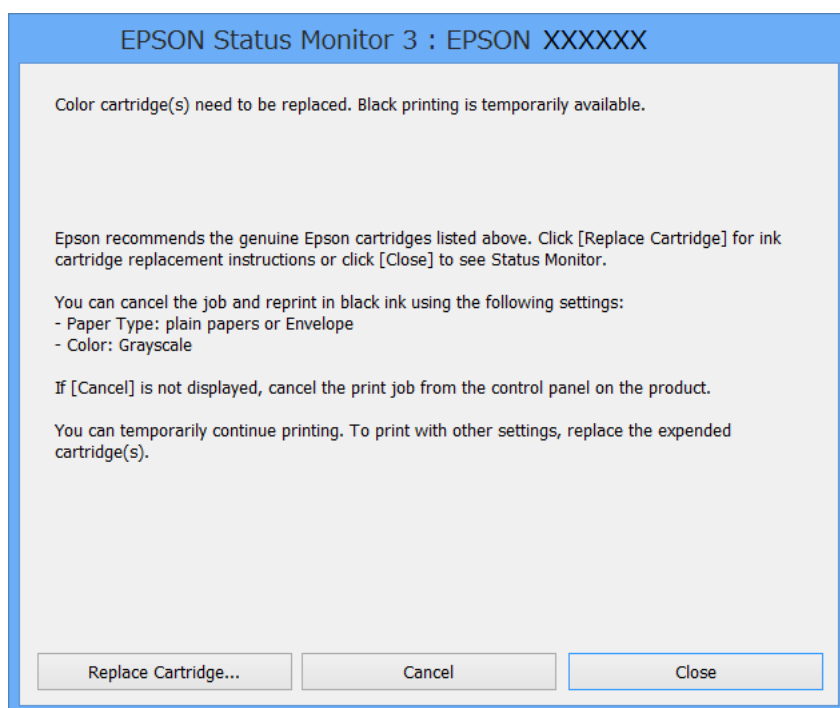 EPSON Status Monitor 3 : EPSON XXXXXX
Color cartridge(s) need to be replaced. Black printing is temporarily available.
Epson recommends the genuine Epson cartridges listed above. Click [Replace Cartridge] for ink
cartridge replacement instructions or click [Close] to see Status Monitor.
You can cancel the job and reprint in black ink using the following settings:
- Paper Type: plain papers or Envelope
- Color: Grayscale
If [Cancel] is not displayed, cancel the print job from the control panel on the product.
You can temporarily continue printing. To print with other settings, replace the expended
cartridge(s).
Replace Cartridge... Cancel Close